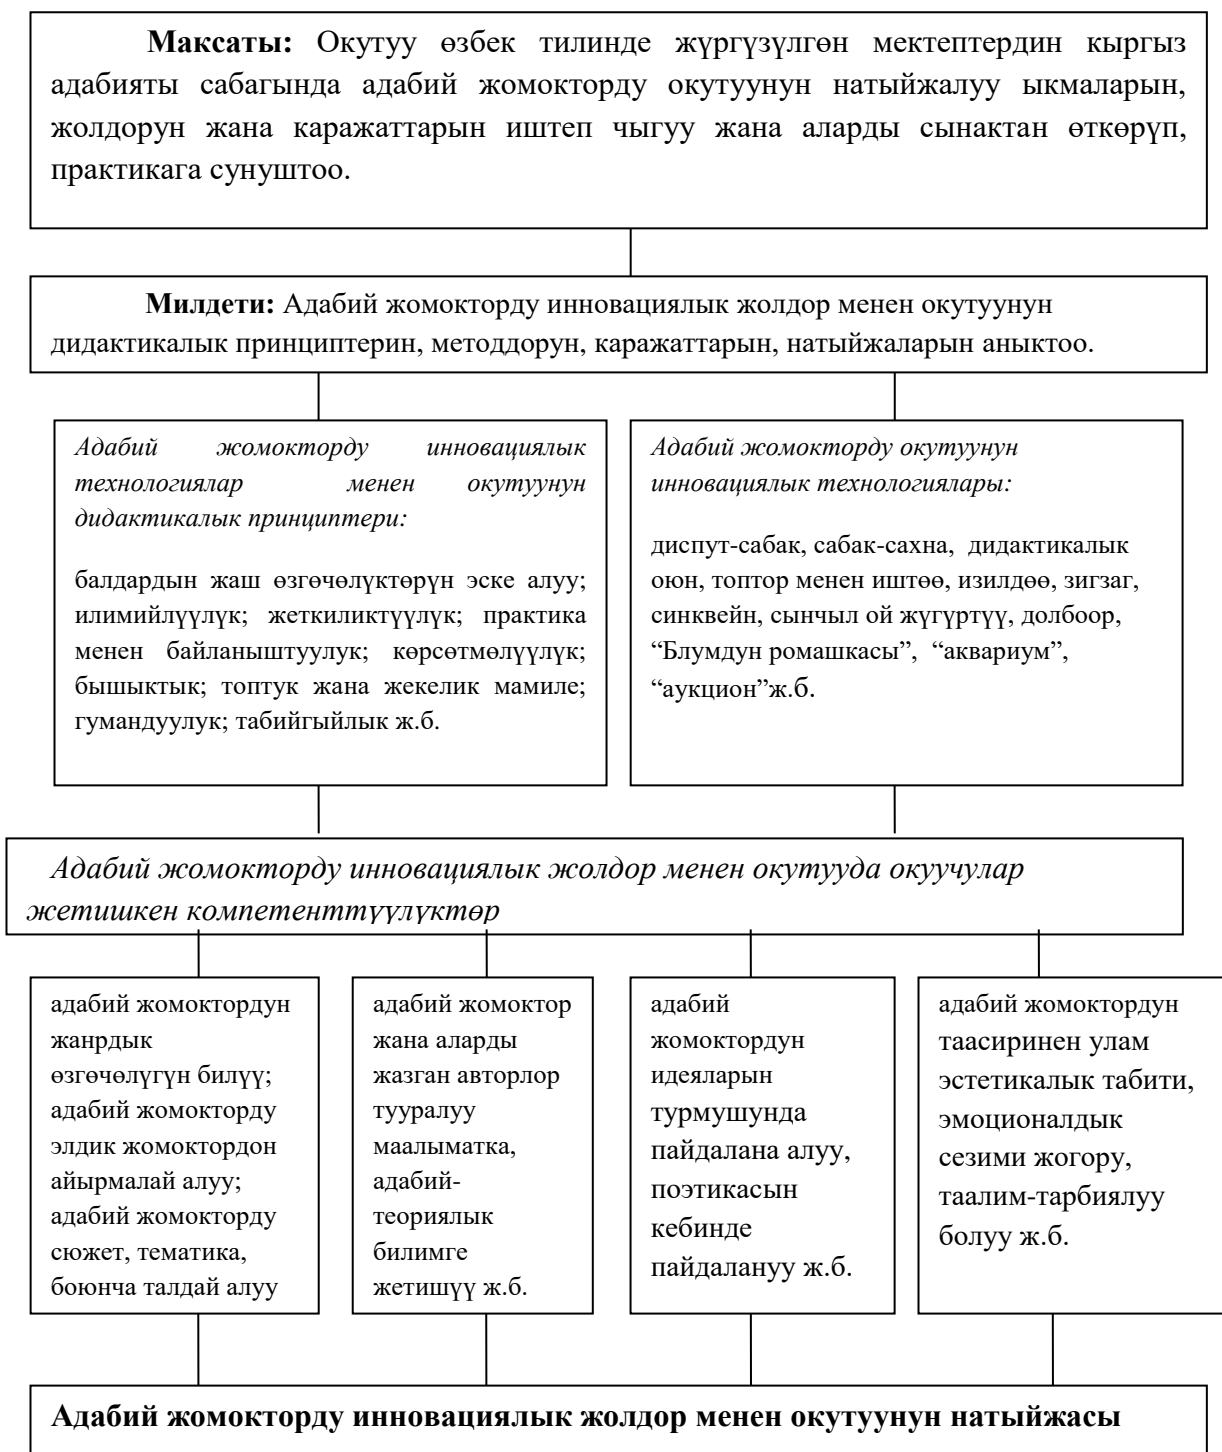 Максаты: Окутуу өзбек тилинде жүргүзүлгөн мектептердин кыргыз
адабияты сабагында адабий жомокторду окутуунун натыйжалуу ыкмаларын,
жолдорун жана каражаттарын иштеп чыгуу жана аларды сынактан өткөрүп,
практикага сунуштоо.
Милдети: Адабий жомокторду инновациялык жолдор менен окутуунун
дидактикалык принциптерин, методдорун, каражаттарын, натыйжаларын аныктоо.
Адабий жомокторду инновациялык
технологиялар менен окутуунун
дидактикалык принциптери:
балдардын жаш өзгөчөлүктөрүн эске алуу;
илимийлүүлүк; жеткиликтүүлүк; практика
менен байланыштуулук; көрсөтмөлүүлүк;
бышыктык; топтук жана жекелик мамиле;
гумандуулук; табийгыйлык ж.б.
Адабий жомокторду окутуунун
инновациялык технологиялары:
диспут-сабак, сабак-сахна, дидактикалык
оюн, топтор менен иштөө, изилдөө, зигзаг,
синквейн, сынчыл ой жүгүртүү, долбоор,
“Блумдун ромашкасы”, “аквариум”,
“аукцион”ж.б.
Адабий жомокторду инновациялык жолдор менен окутууда окуучулар
жетишкен компетенттүүлүктөр
адабий жомоктордун
жанрдык
өзгөчөлүгүн билүү;
адабий жомокторду
элдик жомоктордон
айырмалай алуу;
адабий жомокторду
сюжет, тематика,
боюнча талдай алуу
адабий жомоктор
жана аларды
жазган авторлор
тууралуу
маалыматка,
адабий-
теориялык
билимге
жетишүү ж.б.
адабий
жомоктордун
идеяларын
турмушунда
пайдалана алуу,
поэтикасын
кебинде
пайдалануу ж.б.
адабий жомоктордун
таасиринен улам
эстетикалык табити,
эмоционалдык
сезими жогору,
таалим-тарбиялуу
болуу ж.б.
Адабий жомокторду инновациялык жолдор менен окутуунун натыйжасы